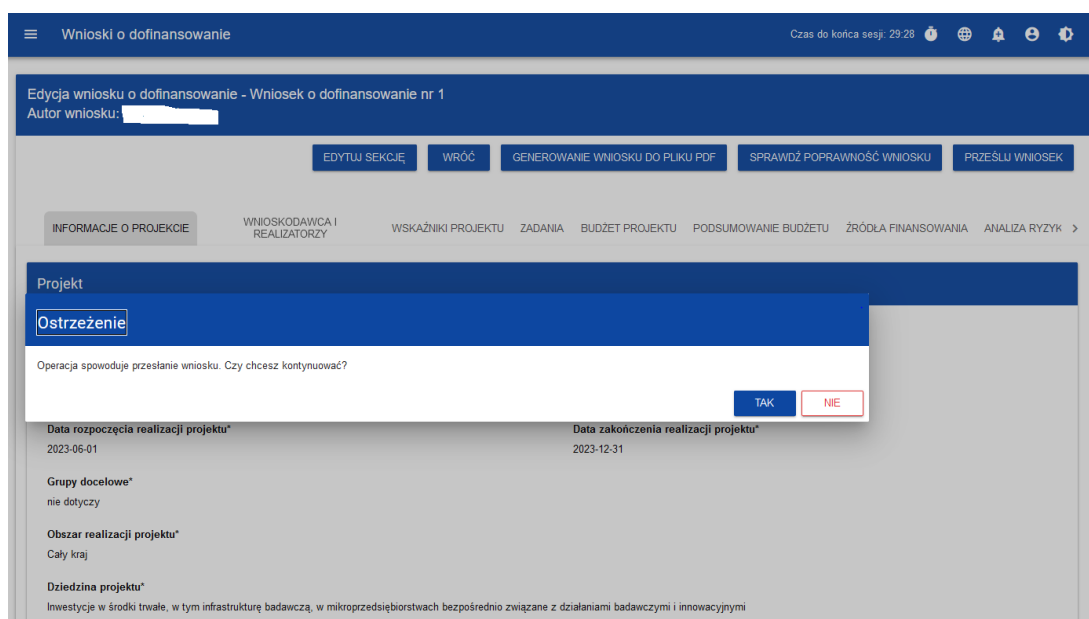 Wnioski o dofinansowanie
Czas do końca sesji: 29:28
Edycja wniosku o dofinansowanie - Wniosek o dofinansowanie nr 1
Autor wniosku:
EDYTUJ SEKCJĘ WRÓĆ GENEROWANIE WNIOSKU DO PLIKU PDF SPRAWDŹ POPRAWNOŚĆ WNIOSKU PRZEŚLIJ WNIOSEK
INFORMACJE O PROJEKCIE
WNIOSKODAWCA I
REALIZATORZY
WSKAŹNIKI PROJEKTU ZADANIA BUDŻET PROJEKTU PODSUMOWANIE BUDŻETU ŹRÓDŁA FINANSOWANIA ANALIZA RYZYK
Projekt
Ostrzeżenie
Operacja spowoduje przesłanie wniosku. Czy chcesz kontynuować?
TAK NIE
Data rozpoczęcia realizacji projektu* Data zakończenia realizacji projektu*
2023-06-01 2023-12-31
Grupy docelowe*
nie dotyczy
Obszar realizacji projektu*
Cały kraj
Dziedzina projektu*
Inwestycje w środki trwałe, w tym infrastrukturę badawczą, w mikroprzedsiębiorstwach bezpośrednio związane z działaniami badawczymi i innowacyjnymi